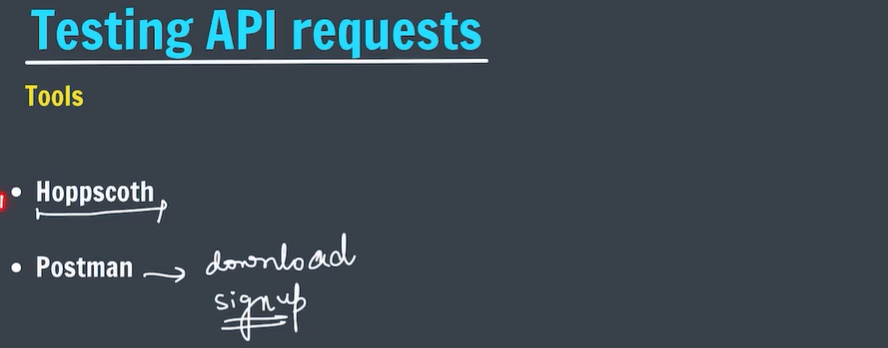 Testing API requests
Tools
• Hoppscoth
• Postman → download
signup